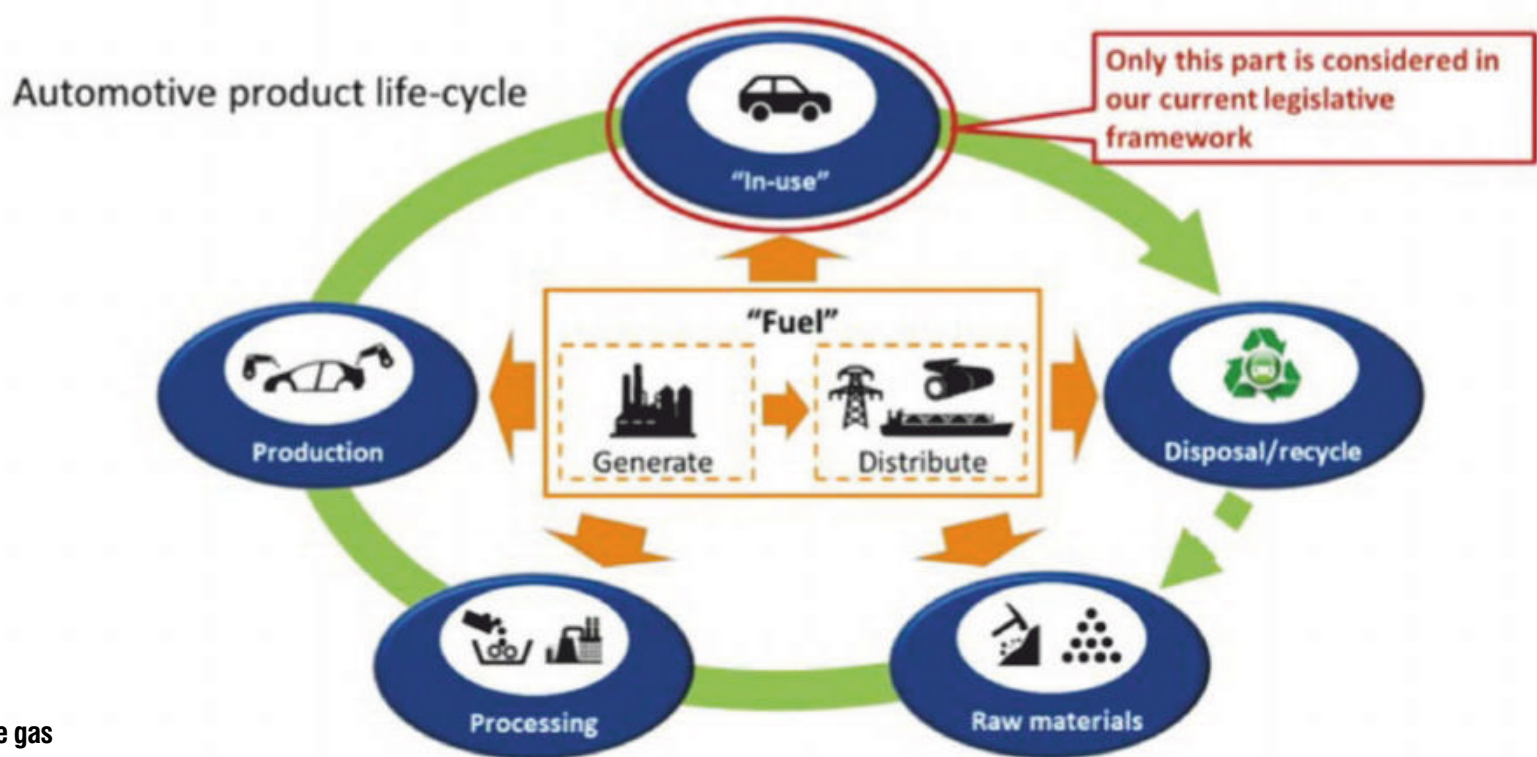 Automotive product life-cycle
Only this part is considered in
our current legislative
framework
“In-use”
“Fuel”
Generate
Distribute
Production
Disposal/recycle
Processing
Raw materials
e gas